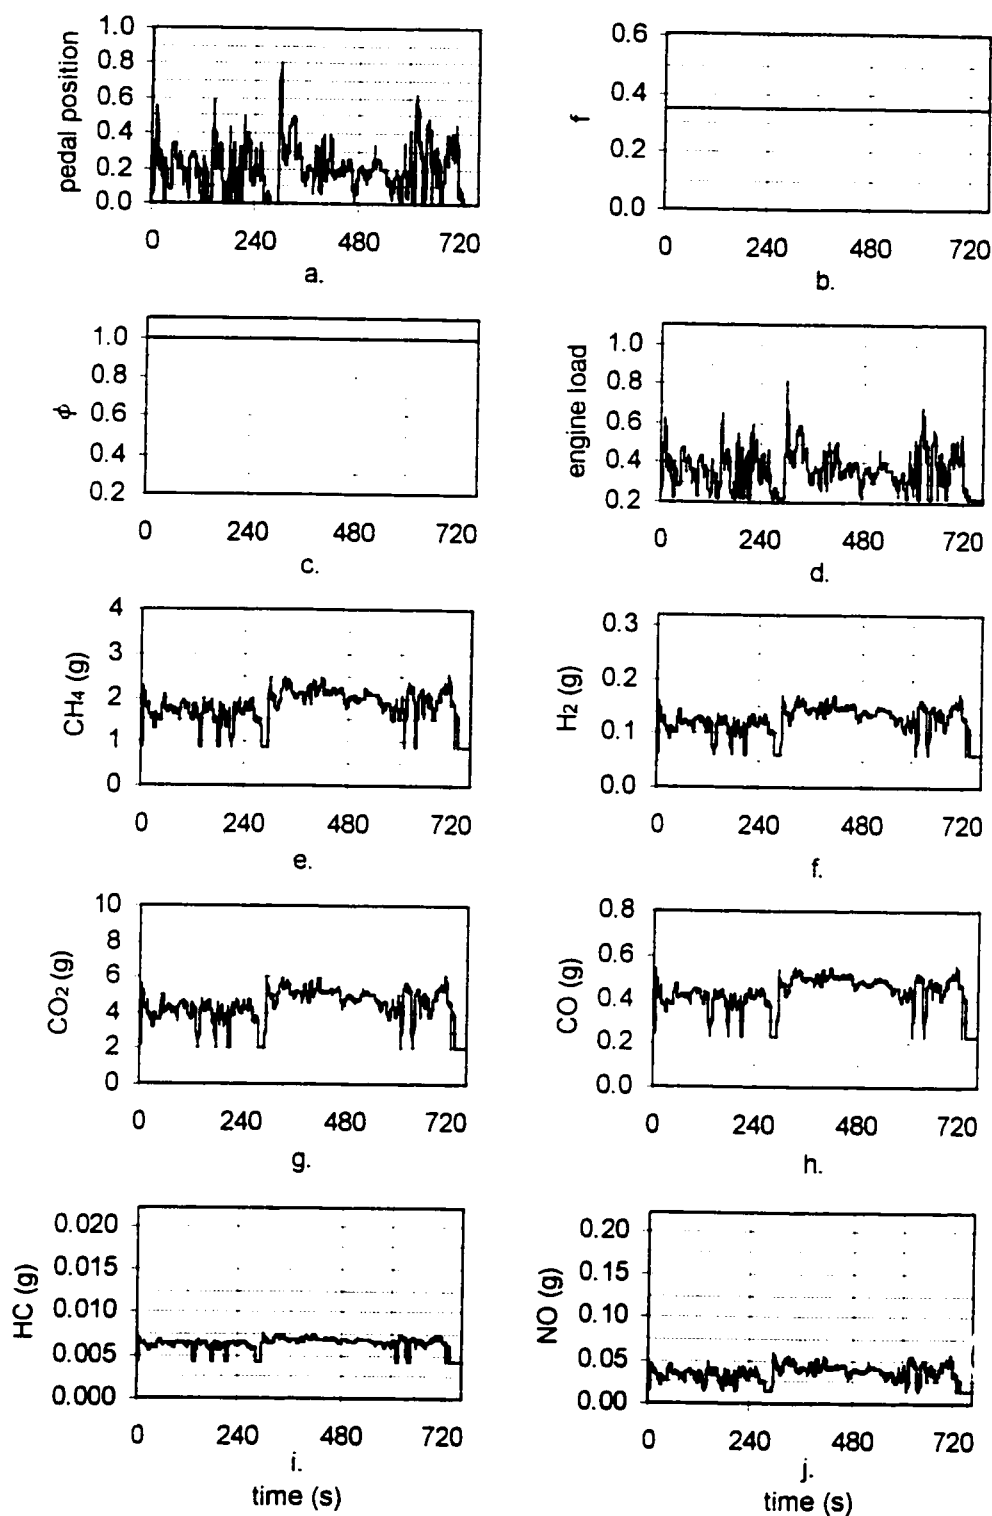 pedal position
1.0
0.8
0.6
0.4
0.2
0.0
0 240 480 720
a.
f
0.6
0.4
0.2
0.0
0 240 480 720
b.
ϕ
1.0
0.8
0.6
0.4
0.2
0 240 480 720
c.
engine load
1.0
0.8
0.6
0.4
0.2
0 240 480 720
d.
CH4 (g)
4
3
2
1
0
0 240 480 720
e.
H2 (g)
0.3
0.2
0.1
0.0
0 240 480 720
f.
CO2 (g)
10
8
6
4
2
0
0 240 480 720
g.
CO (g)
0.8
0.6
0.4
0.2
0.0
0 240 480 720
h.
HC (g)
0.020
0.015
0.010
0.005
0.000
0 240 480 720
i.
time (s)
NO (g)
0.20
0.15
0.10
0.05
0.00
0 240 480 720
j.
time (s)